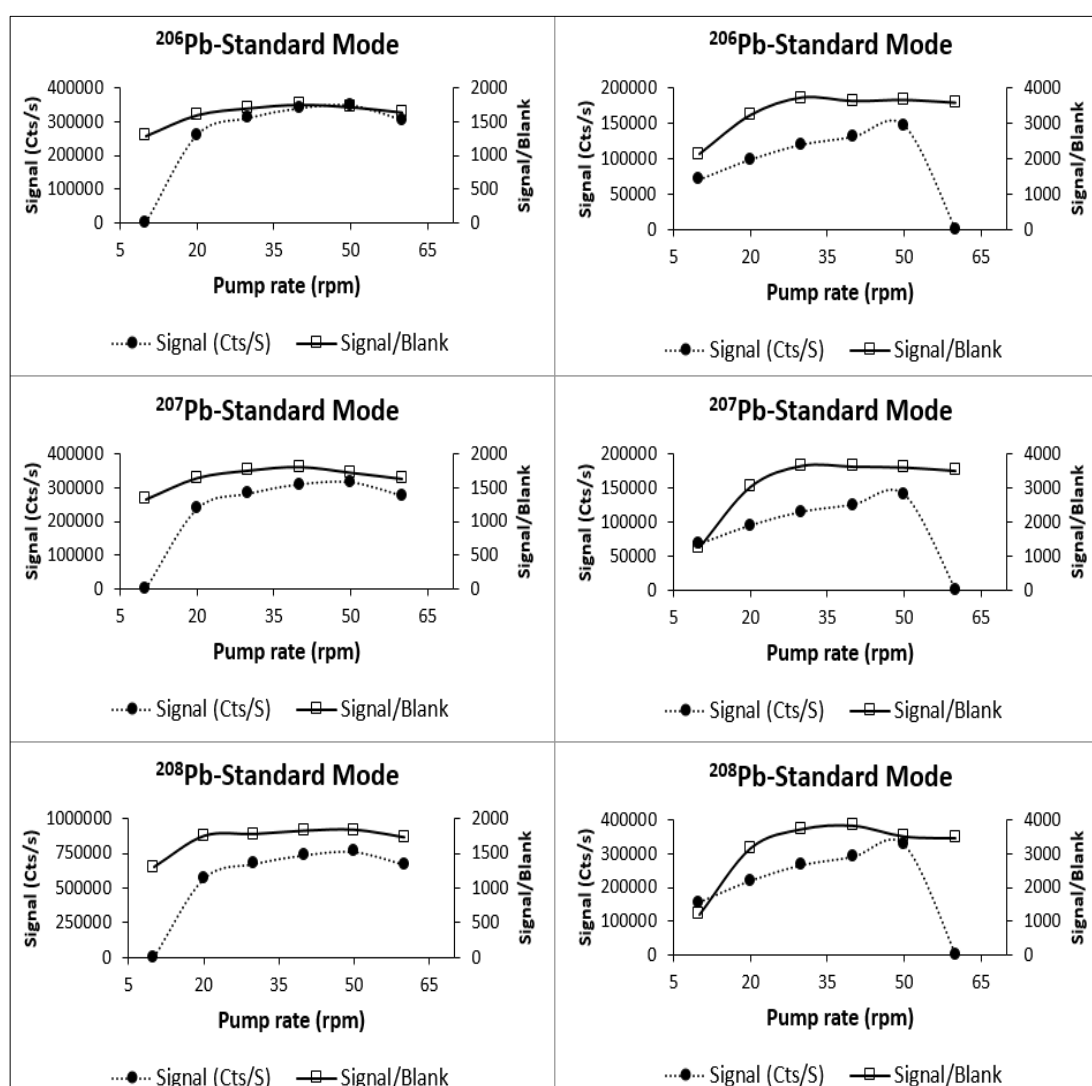 ²⁰⁶Pb-Standard Mode
Signal (Cts/s)
400000
300000
200000
100000
0
2000
1500
1000
500
0
Signal/Blank
5 20 35 50 65
Pump rate (rpm)
Signal (Cts/S) Signal/Blank
²⁰⁶Pb-Standard Mode
Signal (Cts/s)
200000
150000
100000
50000
0
4000
3000
2000
1000
0
Signal/Blank
5 20 35 50 65
Pump rate (rpm)
Signal (Cts/S) Signal/Blank
²⁰⁷Pb-Standard Mode
Signal (Cts/s)
400000
300000
200000
100000
0
2000
1500
1000
500
0
Signal/Blank
5 20 35 50 65
Pump rate (rpm)
Signal (Cts/S) Signal/Blank
²⁰⁷Pb-Standard Mode
Signal (Cts/s)
200000
150000
100000
50000
0
4000
3000
2000
1000
0
Signal/Blank
5 20 35 50 65
Pump rate (rpm)
Signal (Cts/S) Signal/Blank
²⁰⁸Pb-Standard Mode
Signal (Cts/s)
1000000
750000
500000
250000
0
2000
1500
1000
500
0
Signal/Blank
5 20 35 50 65
Pump rate (rpm)
Signal (Cts/S) Signal/Blank
²⁰⁸Pb-Standard Mode
Signal (Cts/s)
400000
300000
200000
100000
0
4000
3000
2000
1000
0
Signal/Blank
5 20 35 50 65
Pump rate (rpm)
Signal (Cts/S) Signal/Blank